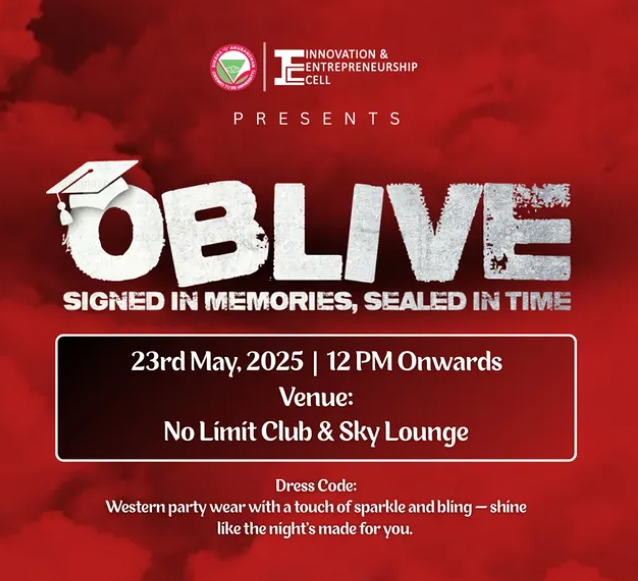 INNOVATION &
ENTREPRENEURSHIP
CELL
PRESENTS
OBLIVE
SIGNED IN MEMORIES, SEALED IN TIME
23rd May, 2025 | 12 PM Onwards
Venue:
No Limit Club & Sky Lounge
Dress Code:
Western party wear with a touch of sparkle and bling — shine
like the night's made for you.